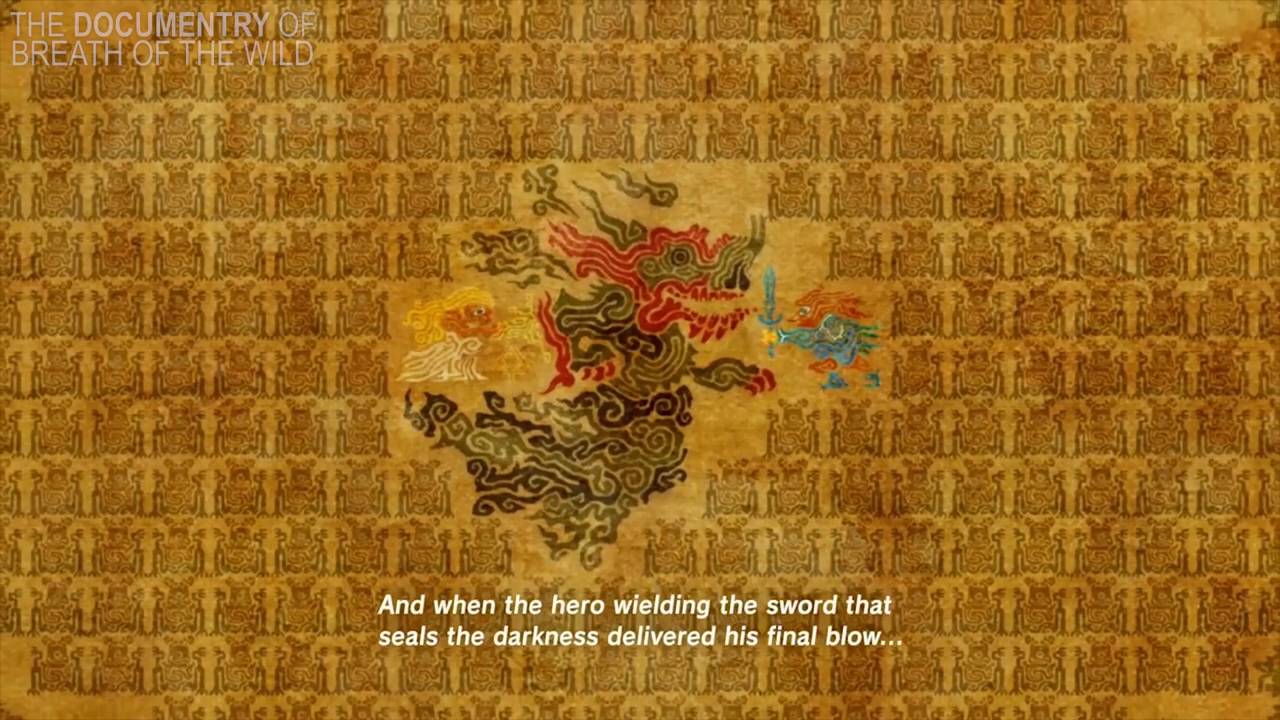 THE DOCUMENTRY OF
BREATH OF THE WILD
And when the hero wielding the sword that
seals the darkness delivered his final blow...